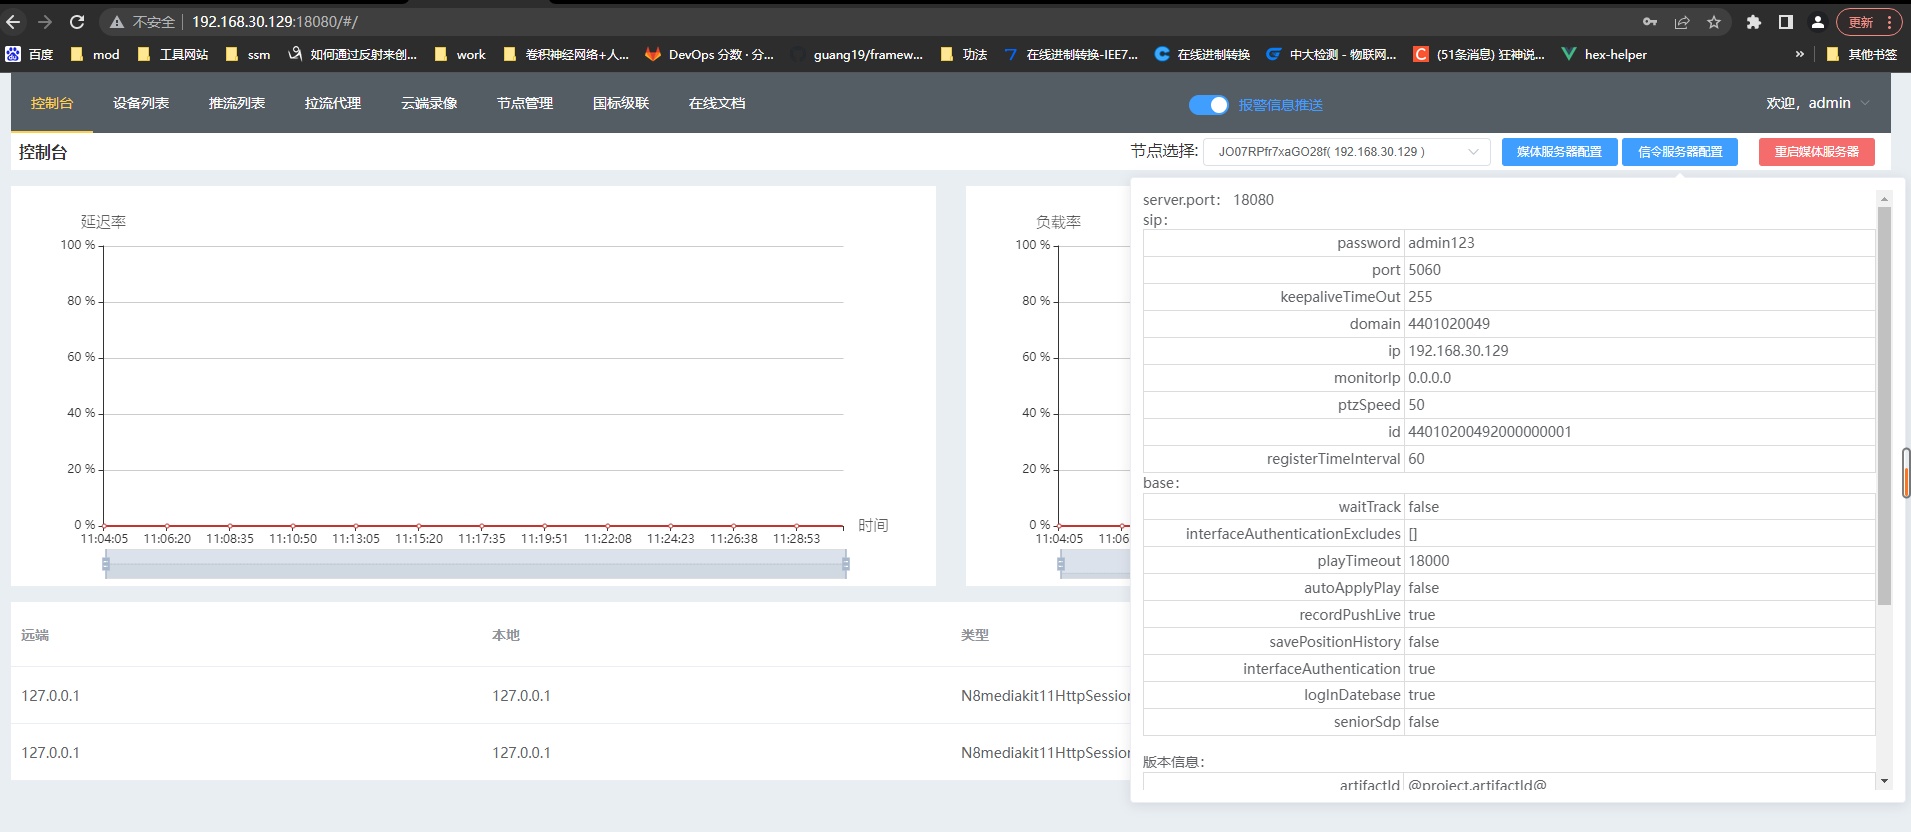 不安全 192.168.30.129:18080/#/ 更新
百度 mod 工具网站 ssm 如何通过反射来创... work 卷积神经网络+人... DevOps 分数 · 分... guang19/framew... 功法 在线进制转换-IEE7... 在线进制转换 中大检测 - 物联网... (51条消息) 狂神说... hex-helper » 其他书签
控制台 设备列表 推流列表 拉流代理 云端录像 节点管理 国标级联 在线文档 报警信息推送 欢迎，admin
控制台 节点选择: JO07RPfr7xaGO28f( 192.168.30.129 ) 媒体服务器配置 信令服务器配置 重启媒体服务器
延迟率
100 %
80 %
60 %
40 %
20 %
0 %
11:04:05 11:06:20 11:08:35 11:10:50 11:13:05 11:15:20 11:17:35 11:19:51 11:22:08 11:24:23 11:26:38 11:28:53
时间
负载率
100 %
80 %
60 %
40 %
20 %
0 %
11:04:05 11:06
远端 本地 类型
127.0.0.1 127.0.0.1 N8mediakit11HttpSession
127.0.0.1 127.0.0.1 N8mediakit11HttpSession
server.port： 18080
sip：
password admin123
port 5060
keepaliveTimeOut 255
domain 4401020049
ip 192.168.30.129
monitorIp 0.0.0.0
ptzSpeed 50
id 44010200492000000001
registerTimeInterval 60
base：
waitTrack false
interfaceAuthenticationExcludes []
playTimeout 18000
autoApplyPlay false
recordPushLive true
savePositionHistory false
interfaceAuthentication true
logInDatebase true
seniorSdp false
版本信息：
artifactId @project.artifactId@